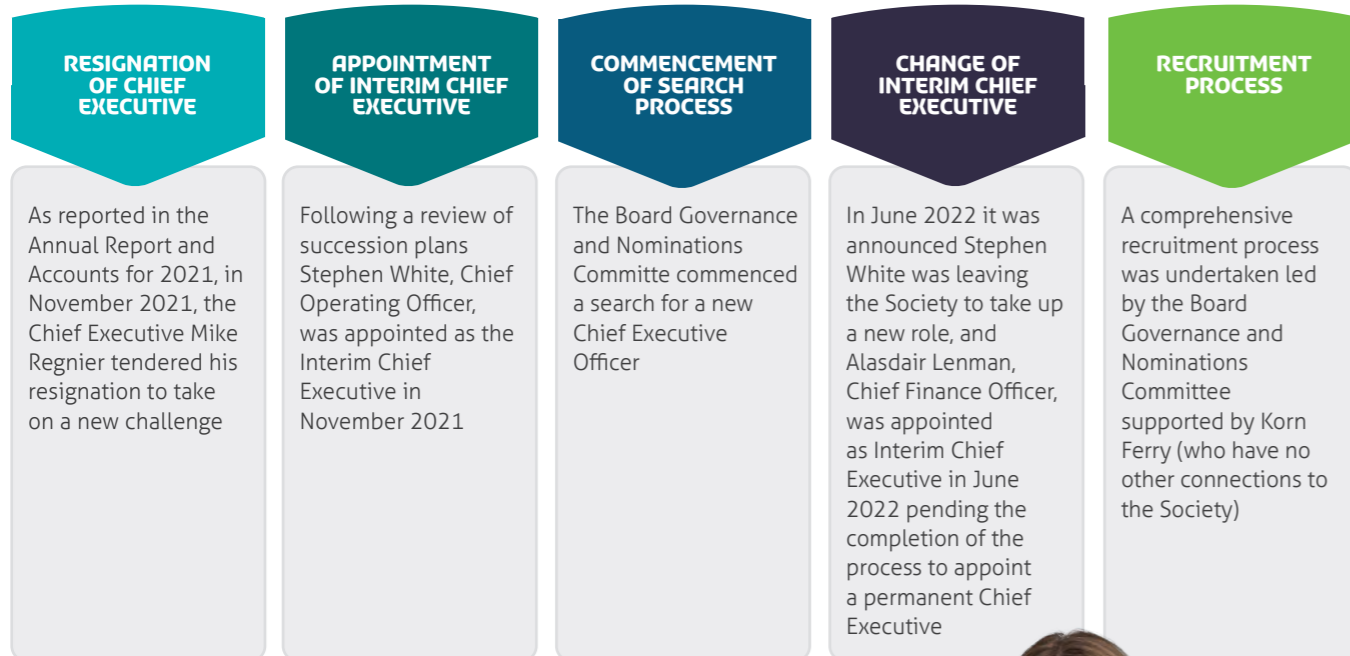 RESIGNATION
OF CHIEF
EXECUTIVE
As reported in the
Annual Report and
Accounts for 2021, in
November 2021, the
Chief Executive Mike
Regnier tendered his
resignation to take
on a new challenge
APPOINTMENT
OF INTERIM CHIEF
EXECUTIVE
Following a review of
succession plans
Stephen White, Chief
Operating Officer,
was appointed as the
Interim Chief
Executive in
November 2021
COMMENCEMENT
OF SEARCH
PROCESS
The Board Governance
and Nominations
Committe commenced
a search for a new
Chief Executive
Officer
CHANGE OF
INTERIM CHIEF
EXECUTIVE
In June 2022 it was
announced Stephen
White was leaving
the Society to take up
a new role, and
Alasdair Lenman,
Chief Finance Officer,
was appointed
as Interim Chief
Executive in June
2022 pending the
completion of the
process to appoint
a permanent Chief
Executive
RECRUITMENT
PROCESS
A comprehensive
recruitment process
was undertaken led
by the Board
Governance and
Nominations
Committee
supported by Korn
Ferry (who have no
other connections to
the Society)